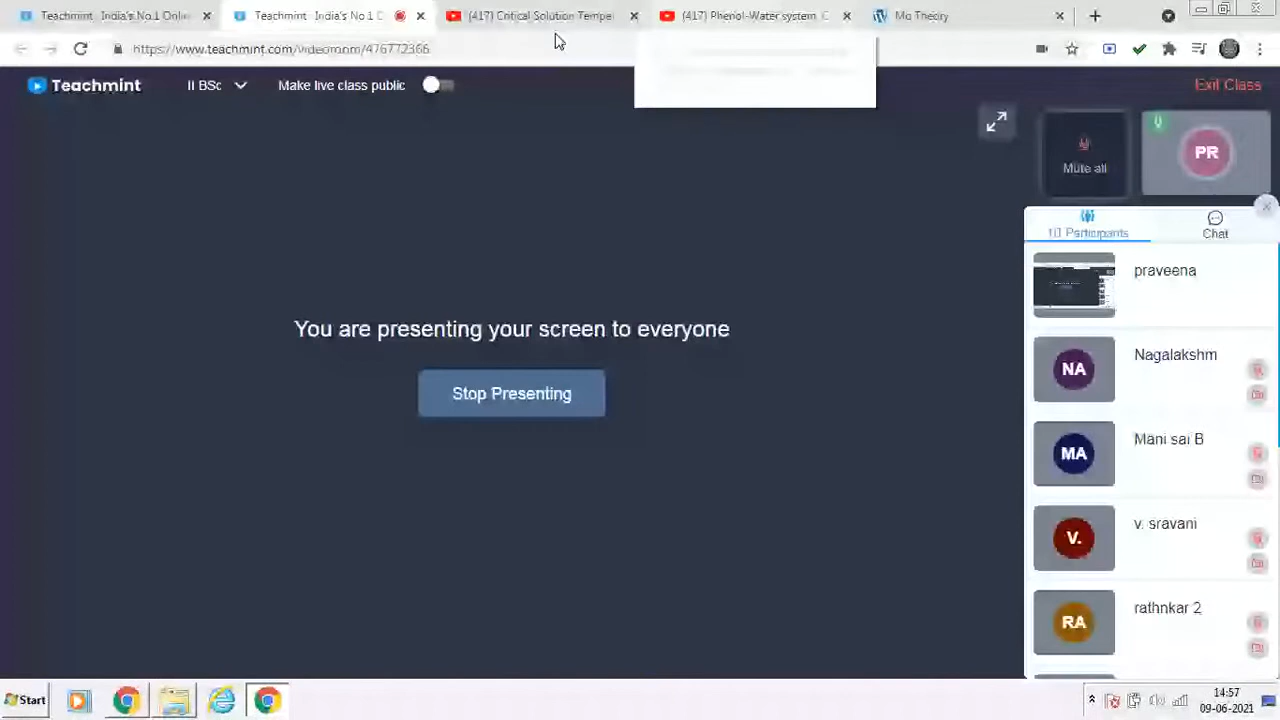 Teachmint India's No.1 Onlin
Teachmint India's No.1 D
(417) Critical Solution Tempe
(417) Phenol-Water system C
Mo Theory
https://www.teachmint.com/videoroom/476772366
Teachmint
II BSc
Make live class public
Exit Class
Mute all
PR
10 Participants
Chat
praveena
You are presenting your screen to everyone
Stop Presenting
NA
Nagalakshm
MA
Mani sai B
V.
v. sravani
RA
rathnkar 2
Start
14:57
09-06-2021